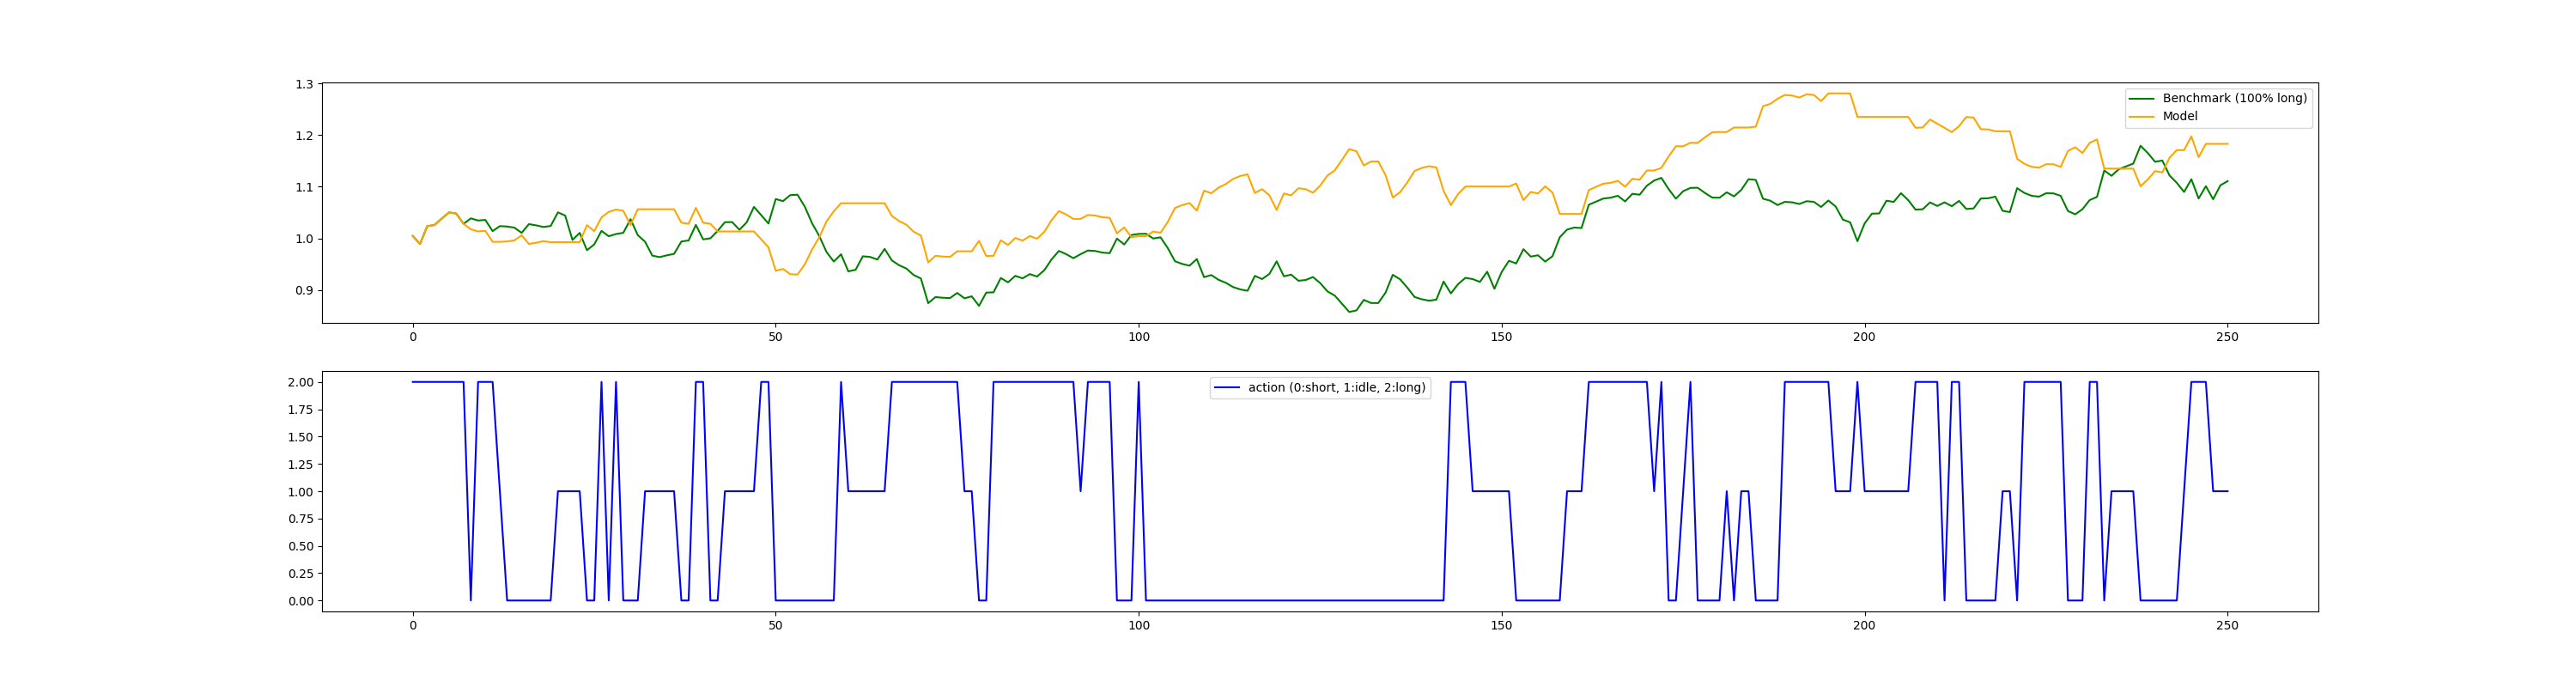 1.3
1.2
1.1
1.0
0.9
Benchmark (100% long)
Model
0 50 100 150 200 250
2.00
1.75
1.50
1.25
1.00
0.75
0.50
0.25
0.00
action (0:short, 1:idle, 2:long)
0 50 100 150 200 250